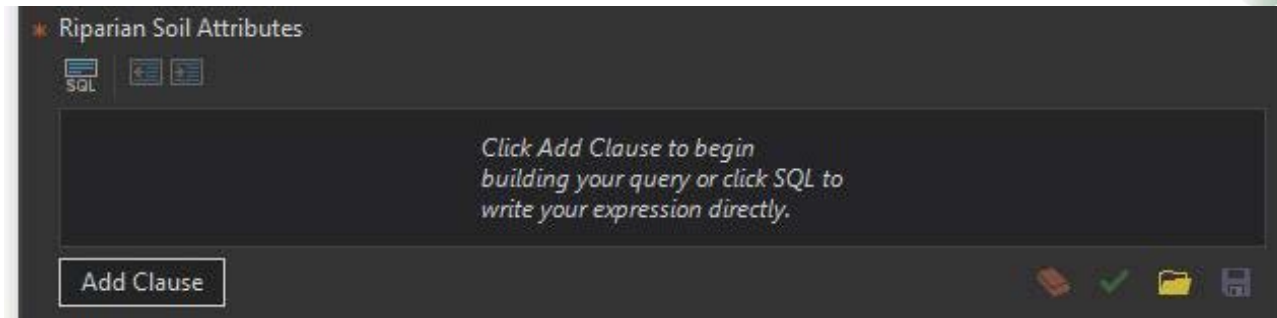 * Riparian Soil Attributes
SQL
Click Add Clause to begin
building your query or click SQL to
write your expression directly.
Add Clause